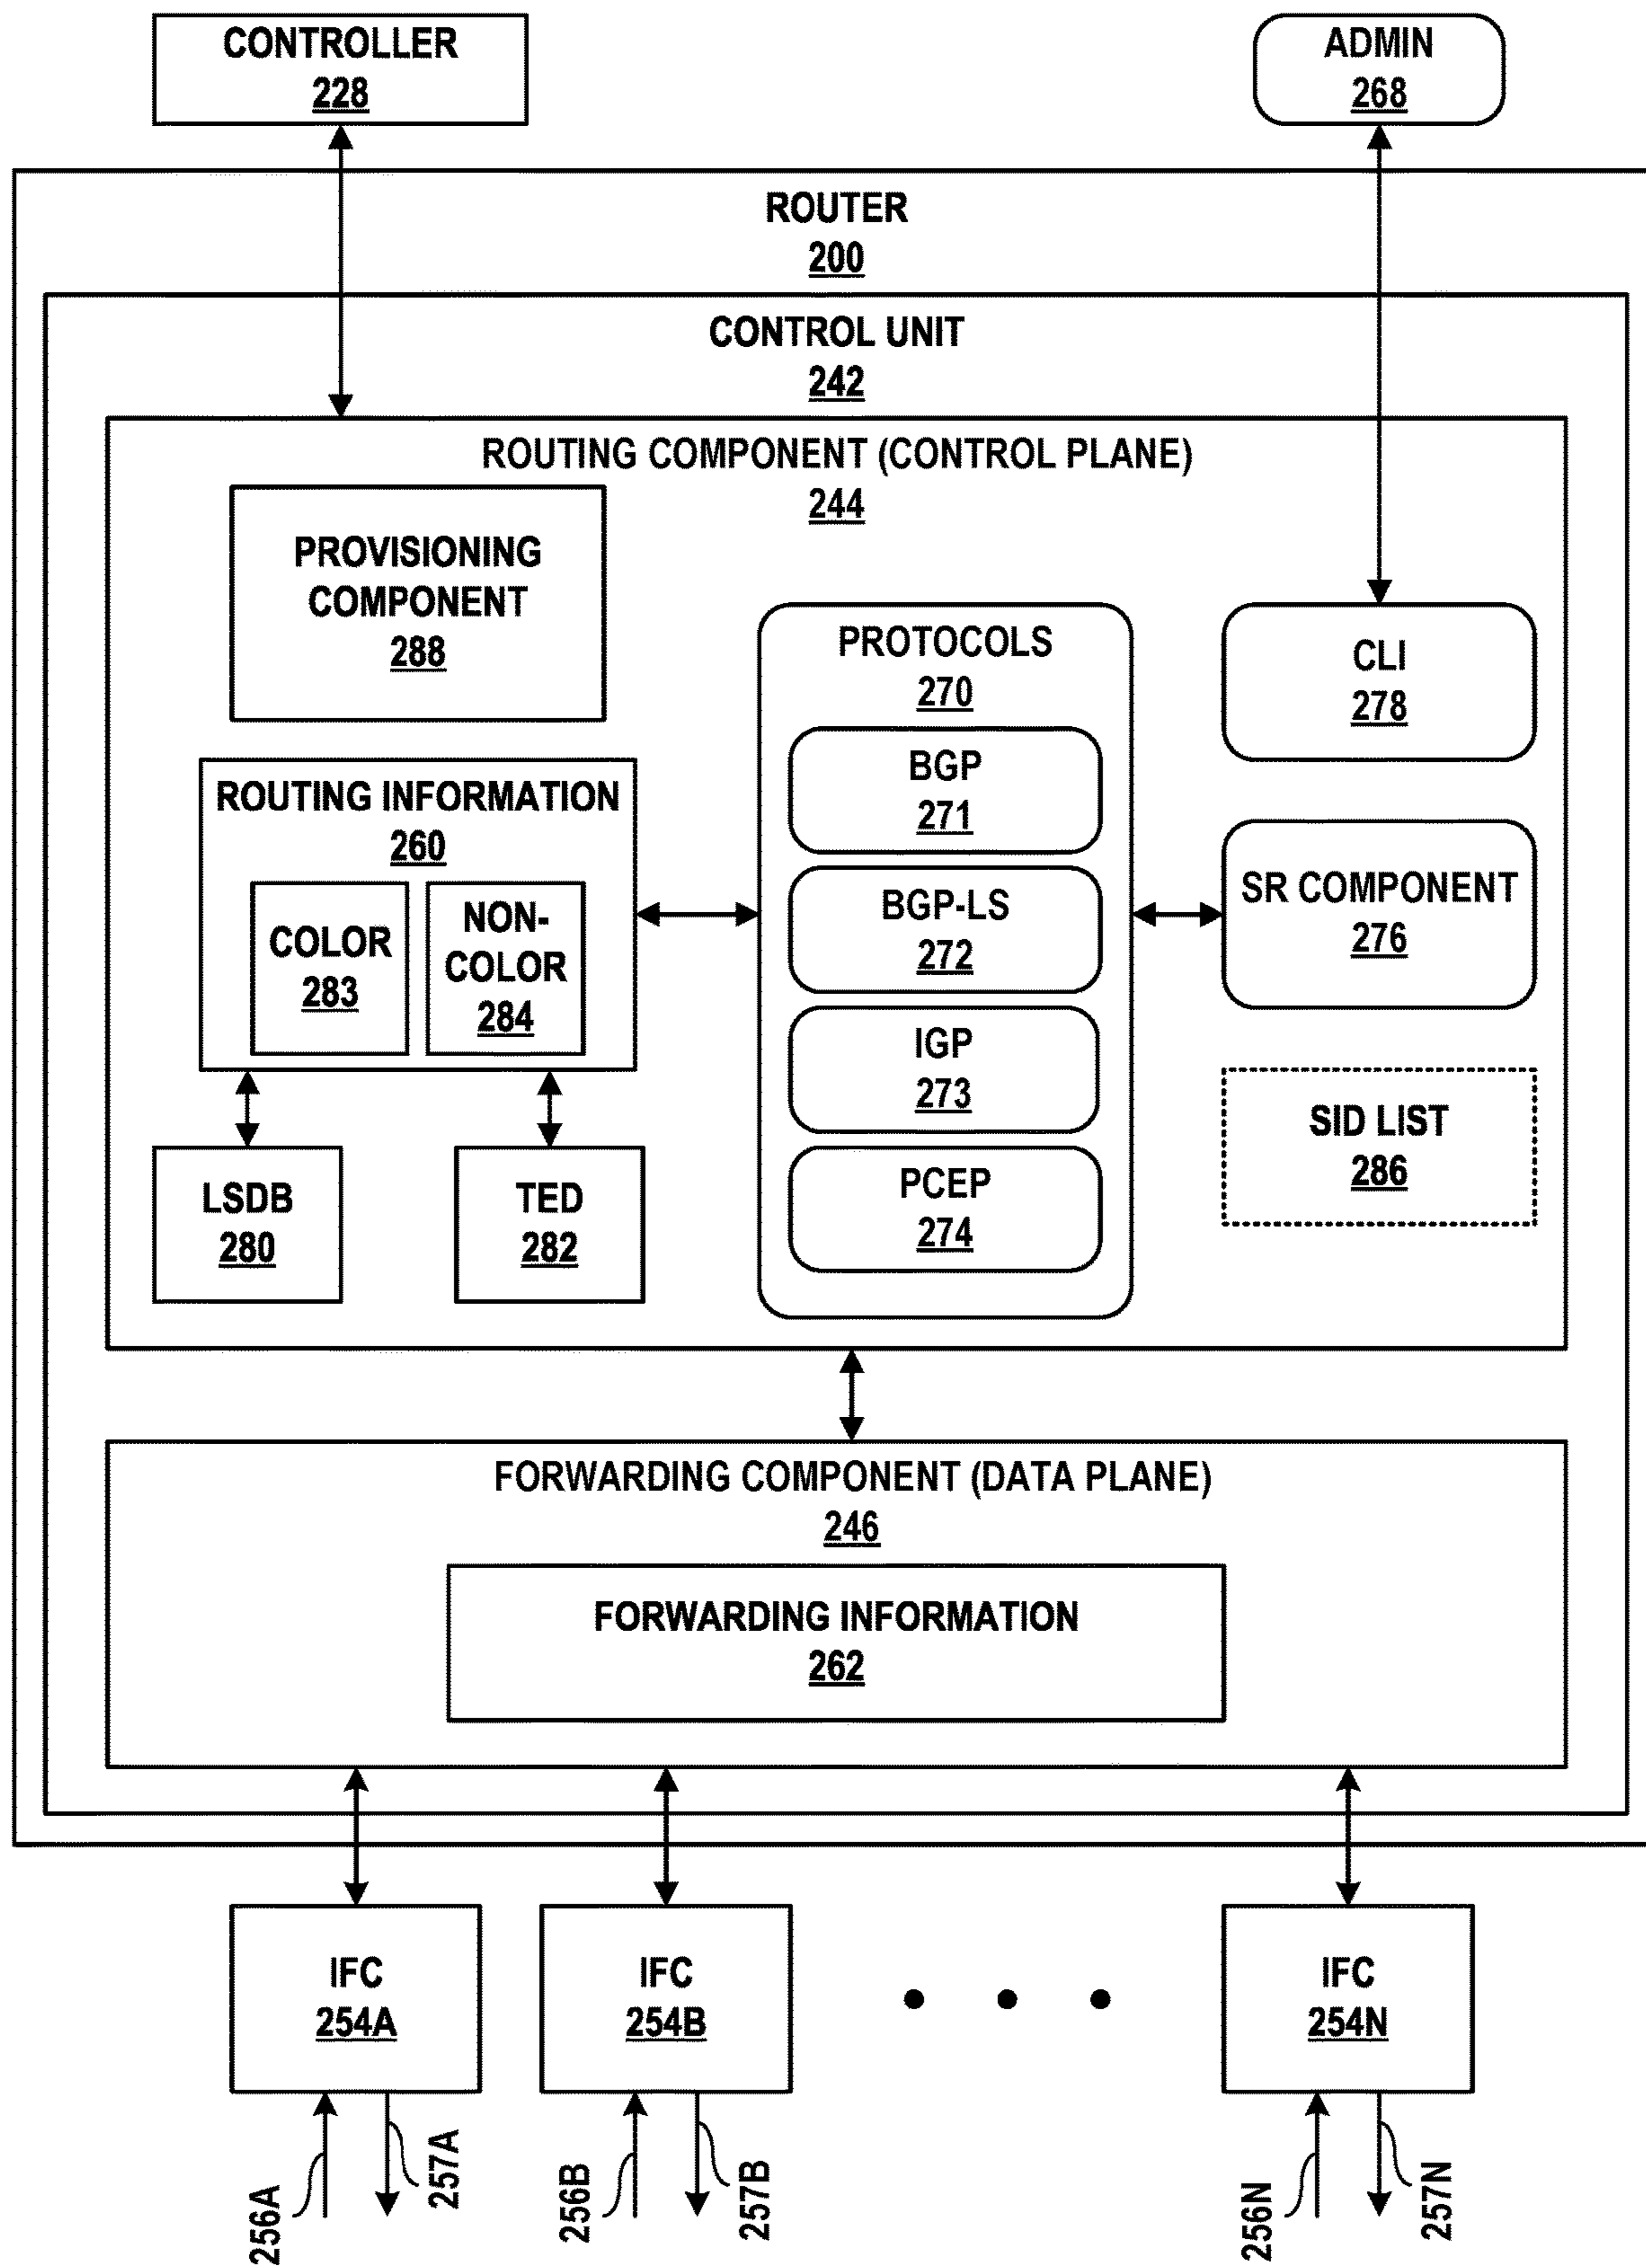 CONTROLLER
228
ADMIN
268
ROUTER
200
CONTROL UNIT
242
ROUTING COMPONENT (CONTROL PLANE)
244
PROVISIONING
COMPONENT
288
PROTOCOLS
270
BGP
271
BGP-LS
272
IGP
273
PCEP
274
CLI
278
SR COMPONENT
276
SID LIST
286
ROUTING INFORMATION
260
COLOR
283
NON-
COLOR
284
LSDB
280
TED
282
FORWARDING COMPONENT (DATA PLANE)
246
FORWARDING INFORMATION
262
IFC
254A
IFC
254B
IFC
254N
256A
257A
256B
257B
256N
257N